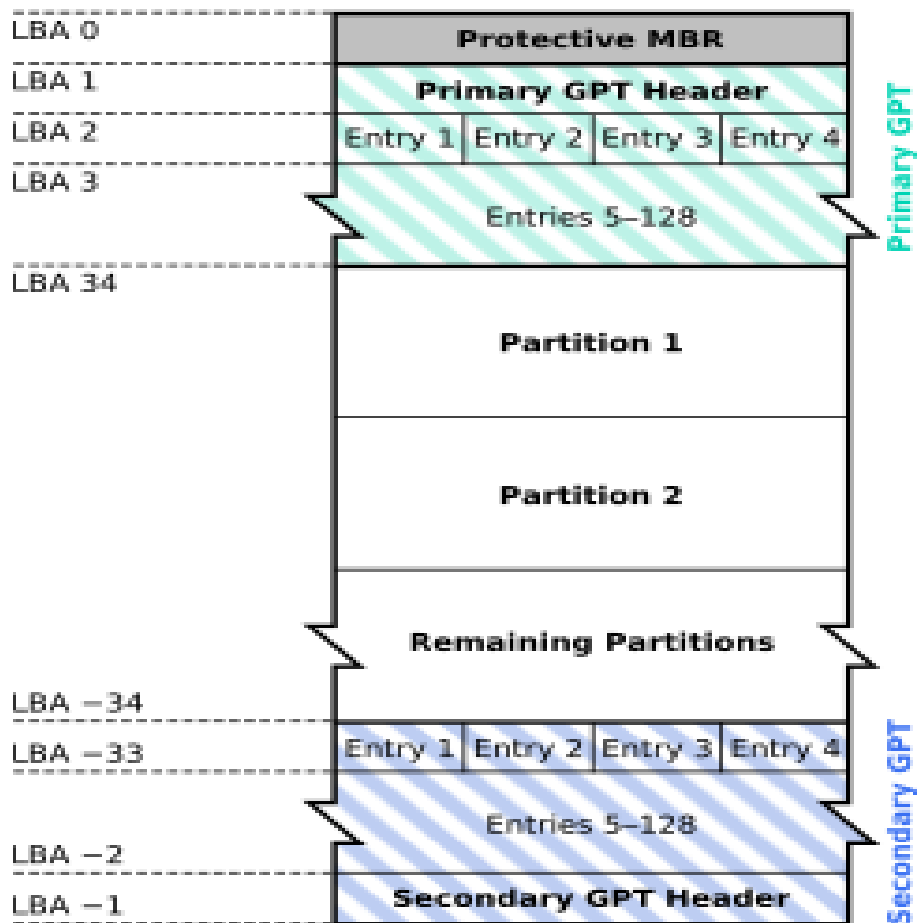 LBA 0
Protective MBR
LBA 1
Primary GPT Header
LBA 2
Entry 1 Entry 2 Entry 3 Entry 4
LBA 3
Entries 5–128
Primary GPT
LBA 34
Partition 1
Partition 2
Remaining Partitions
LBA −34
LBA −33
Entry 1 Entry 2 Entry 3 Entry 4
Entries 5–128
LBA −2
LBA −1
Secondary GPT Header
Secondary GPT